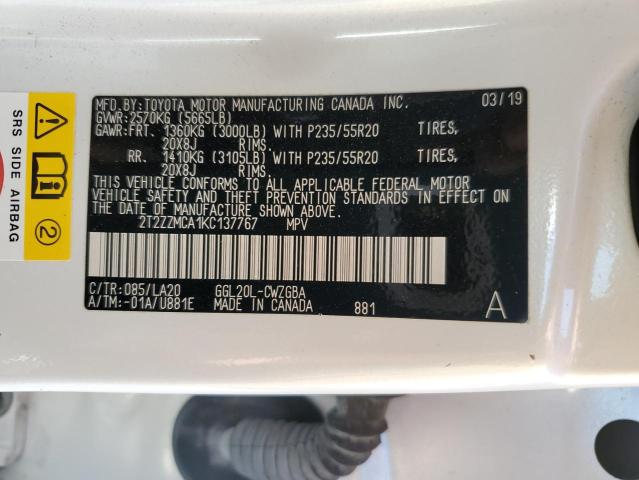 MFD.BY:TOYOTA MOTOR MANUFACTURING CANADA INC. 03/19
GVWR:2570KG (5665LB)
GAWR:FRT. 1360KG (3000LB) WITH P235/55R20 TIRES,
20X8J RIMS.
RR. 1410KG (3105LB) WITH P235/55R20 TIRES,
20X8J RIMS.
THIS VEHICLE CONFORMS TO ALL APPLICABLE FEDERAL MOTOR
VEHICLE SAFETY AND THEFT PREVENTION STANDARDS IN EFFECT ON
THE DATE OF MANUFACTURE SHOWN ABOVE.
2T2ZZMCA1KC137767 MPV
C/TR:085/LA20 GGL20L-CWZGBA
A/TM:-01A/U881E MADE IN CANADA 881 A
SRS SIDE AIRBAG
2